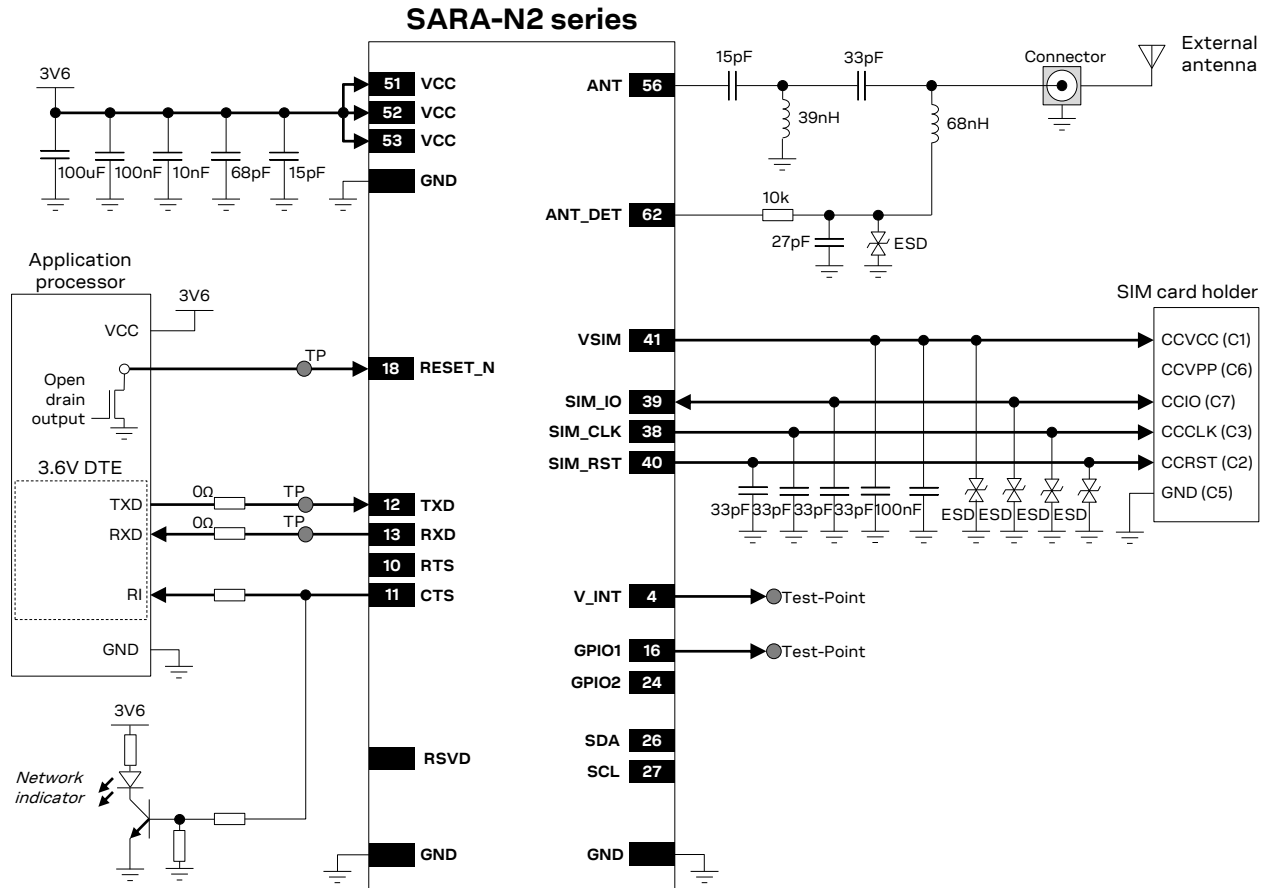 SARA-N2 series
3V6
100uF 100nF 10nF 68pF 15pF
51 VCC
52 VCC
53 VCC
GND
ANT 56
15pF
33pF
39nH
68nH
Connector
External
antenna
ANT_DET 62
10k
27pF
ESD
Application
processor
VCC
3V6
Open
drain
output
TP
18 RESET_N
3.6V DTE
TXD
0Ω
TP
12 TXD
RXD
0Ω
TP
13 RXD
10 RTS
RI
11 CTS
GND
3V6
Network
indicator
RSVD
GND
SIM card holder
VSIM 41
CCVCC (C1)
CCVPP (C6)
SIM_IO 39
CCIO (C7)
SIM_CLK 38
CCCLK (C3)
SIM_RST 40
CCRST (C2)
GND (C5)
33pF 33pF 33pF 33pF 100nF
ESD ESD ESD ESD
V_INT 4
Test-Point
GPIO1 16
Test-Point
GPIO2 24
SDA 26
SCL 27
GND